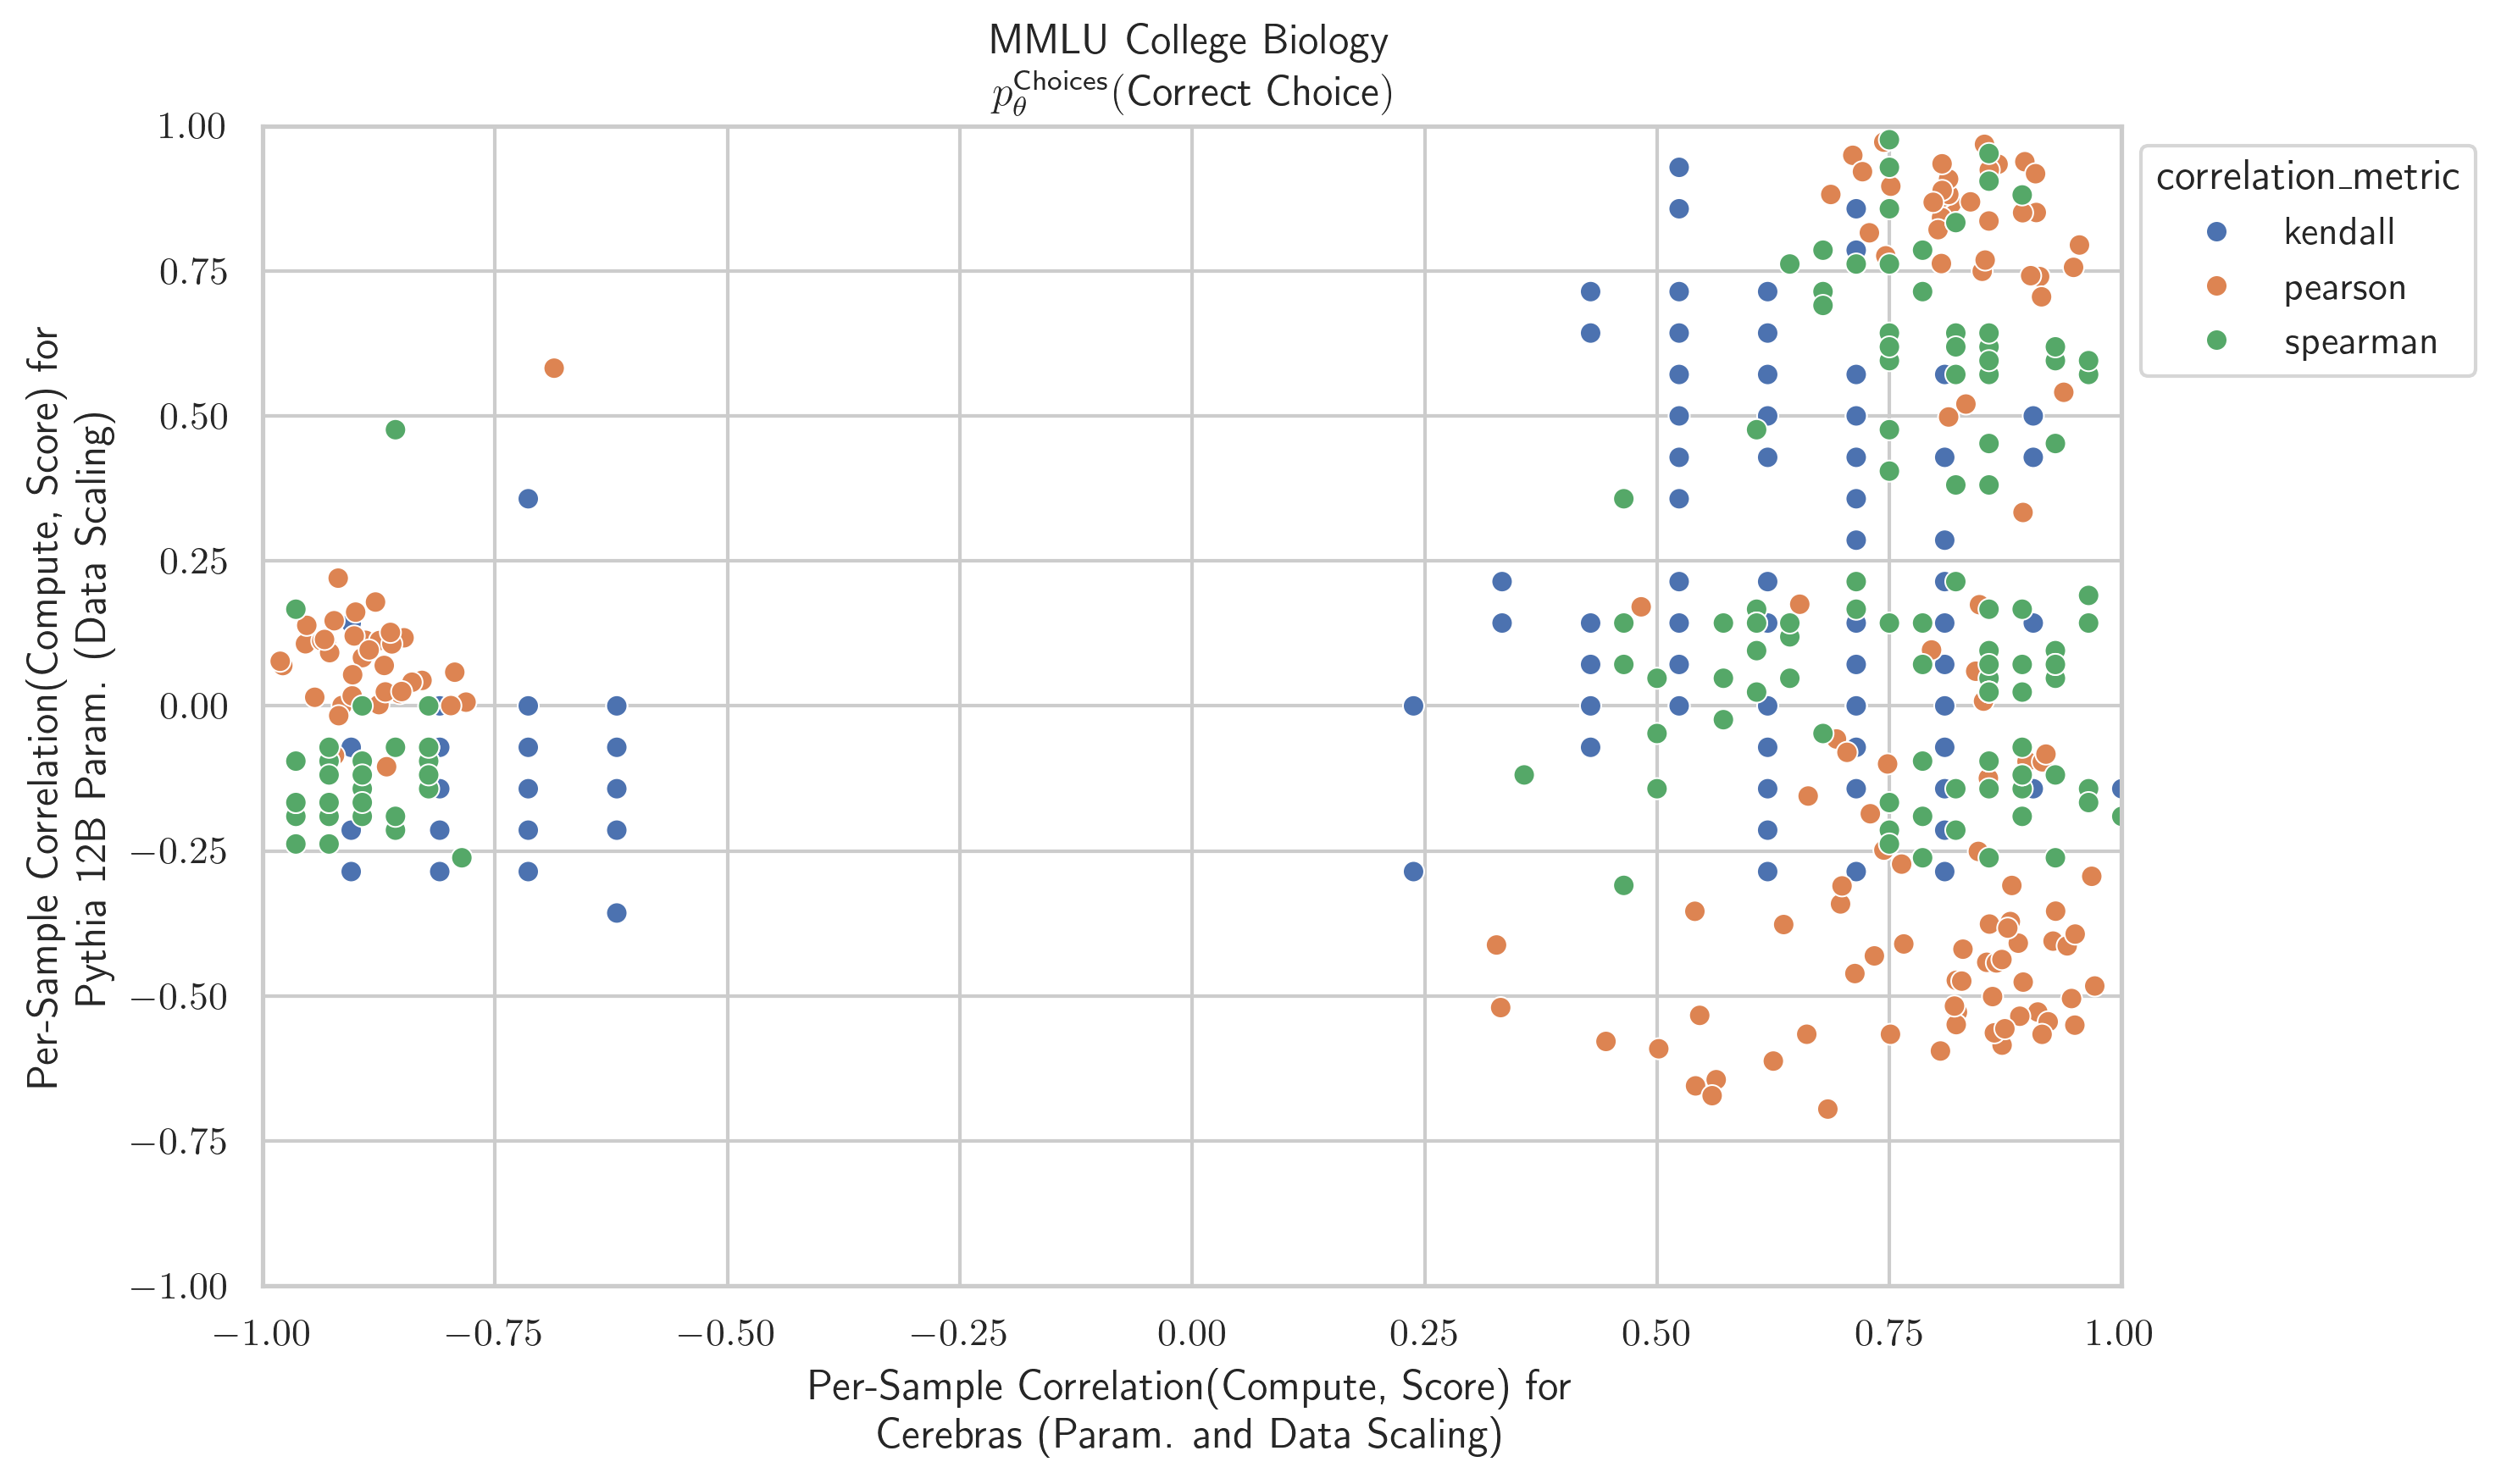 MMLU College Biology
p_θ^Choices(Correct Choice)
1.00
0.75
0.50
0.25
0.00
−0.25
−0.50
−0.75
−1.00
Per-Sample Correlation(Compute, Score) for
Pythia 12B Param. (Data Scaling)
correlation_metric
kendall
pearson
spearman
−1.00 −0.75 −0.50 −0.25 0.00 0.25 0.50 0.75 1.00
Per-Sample Correlation(Compute, Score) for
Cerebras (Param. and Data Scaling)